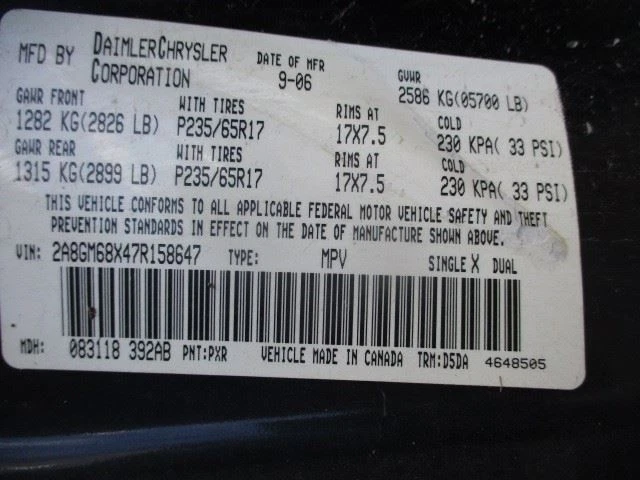 MFD BY DAIMLERCHRYSLER CORPORATION DATE OF MFR 9-06 GVWR 2586 KG(05700 LB)
GAWR FRONT WITH TIRES RIMS AT COLD
1282 KG(2826 LB) P235/65R17 17X7.5 230 KPA( 33 PSI)
GAWR REAR WITH TIRES RIMS AT COLD
1315 KG(2899 LB) P235/65R17 17X7.5 230 KPA( 33 PSI)
THIS VEHICLE CONFORMS TO ALL APPLICABLE FEDERAL MOTOR VEHICLE SAFETY AND THEFT
PREVENTION STANDARDS IN EFFECT ON THE DATE OF MANUFACTURE SHOWN ABOVE.
VIN: 2A8GM68X47R158647 TYPE: MPV SINGLE X DUAL
MDH: 083118 392AB PNT:PXR VEHICLE MADE IN CANADA TRM:D5DA 4648505